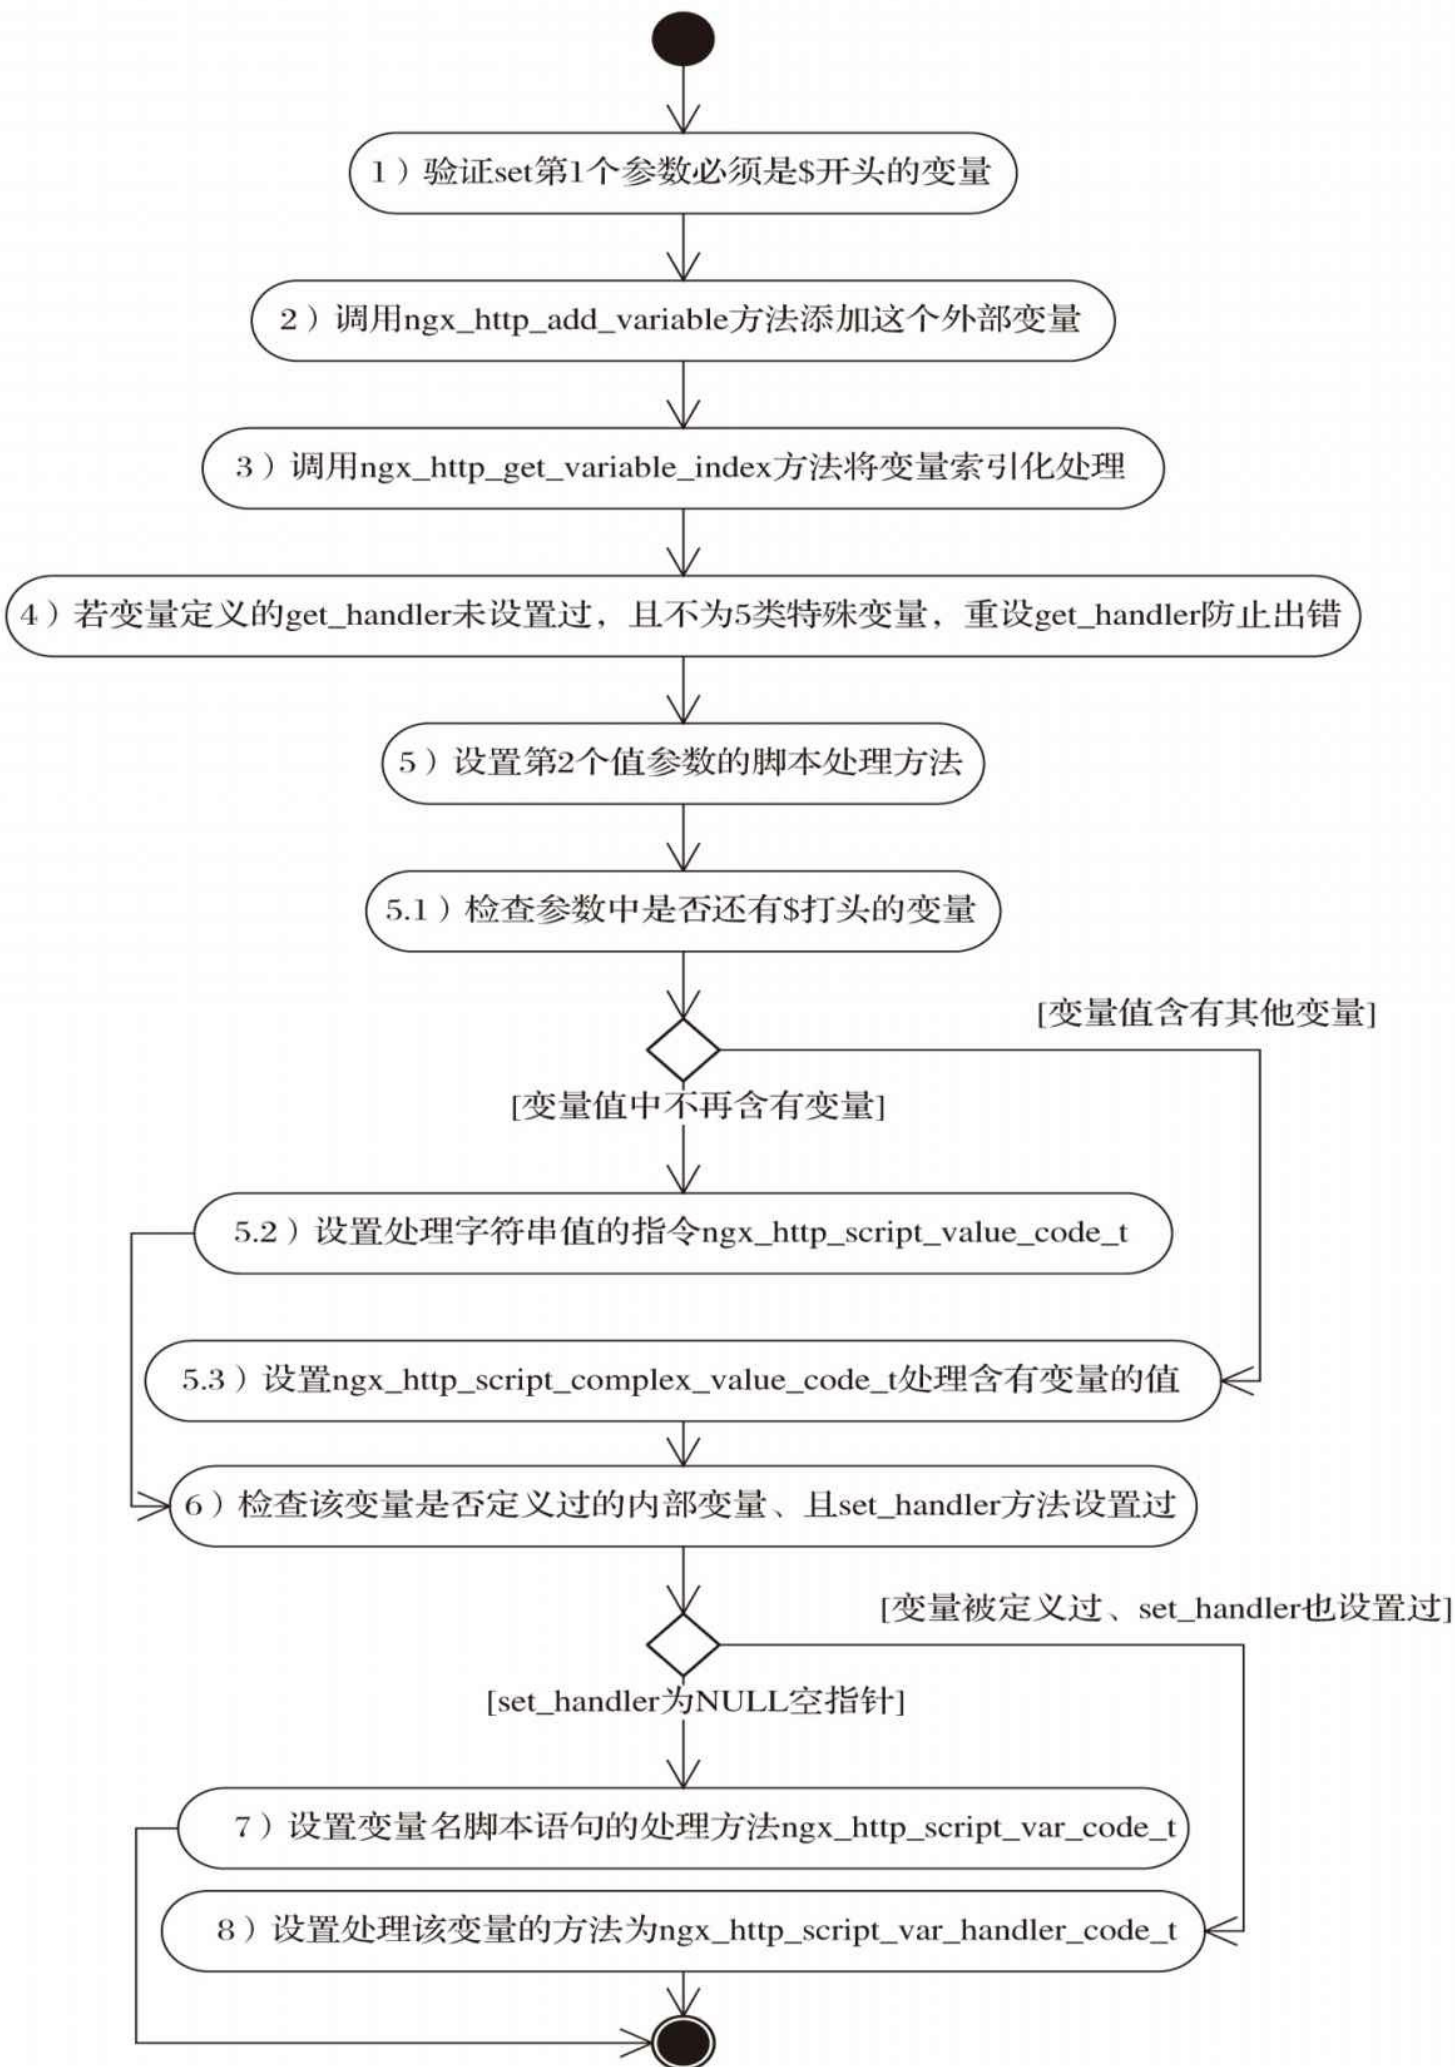 1）验证set第1个参数必须是$开头的变量
2）调用ngx_http_add_variable方法添加这个外部变量
3）调用ngx_http_get_variable_index方法将变量索引化处理
4）若变量定义的get_handler未设置过，且不为5类特殊变量，重设get_handler防止出错
5）设置第2个值参数的脚本处理方法
5.1）检查参数中是否还有$打头的变量
[变量值含有其他变量]
[变量值中不再含有变量]
5.2）设置处理字符串值的指令ngx_http_script_value_code_t
5.3）设置ngx_http_script_complex_value_code_t处理含有变量的值
6）检查该变量是否定义过的内部变量、且set_handler方法设置过
[变量被定义过、set_handler也设置过]
[set_handler为NULL空指针]
7）设置变量名脚本语句的处理方法ngx_http_script_var_code_t
8）设置处理该变量的方法为ngx_http_script_var_handler_code_t